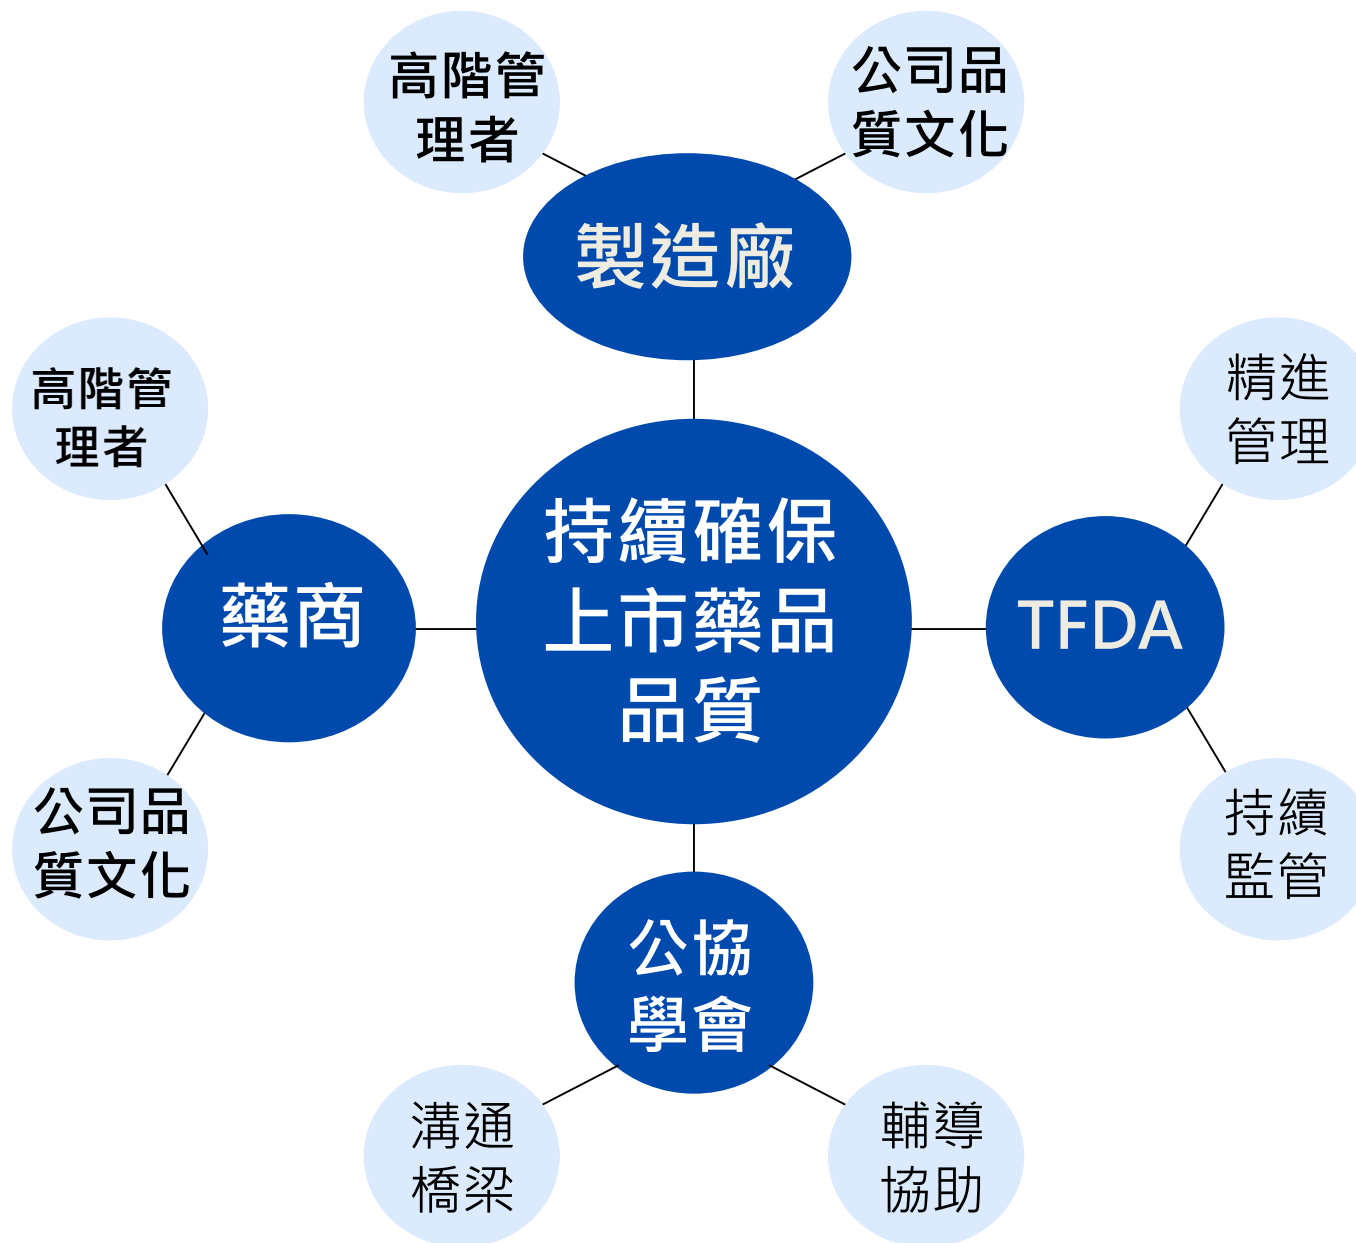 高階管
理者
公司品
質文化
製造廠
高階管
理者
精進
管理
持續確保
上市藥品
品質
藥商
TFDA
公司品
質文化
持續
監管
公協
學會
溝通
橋梁
輔導
協助